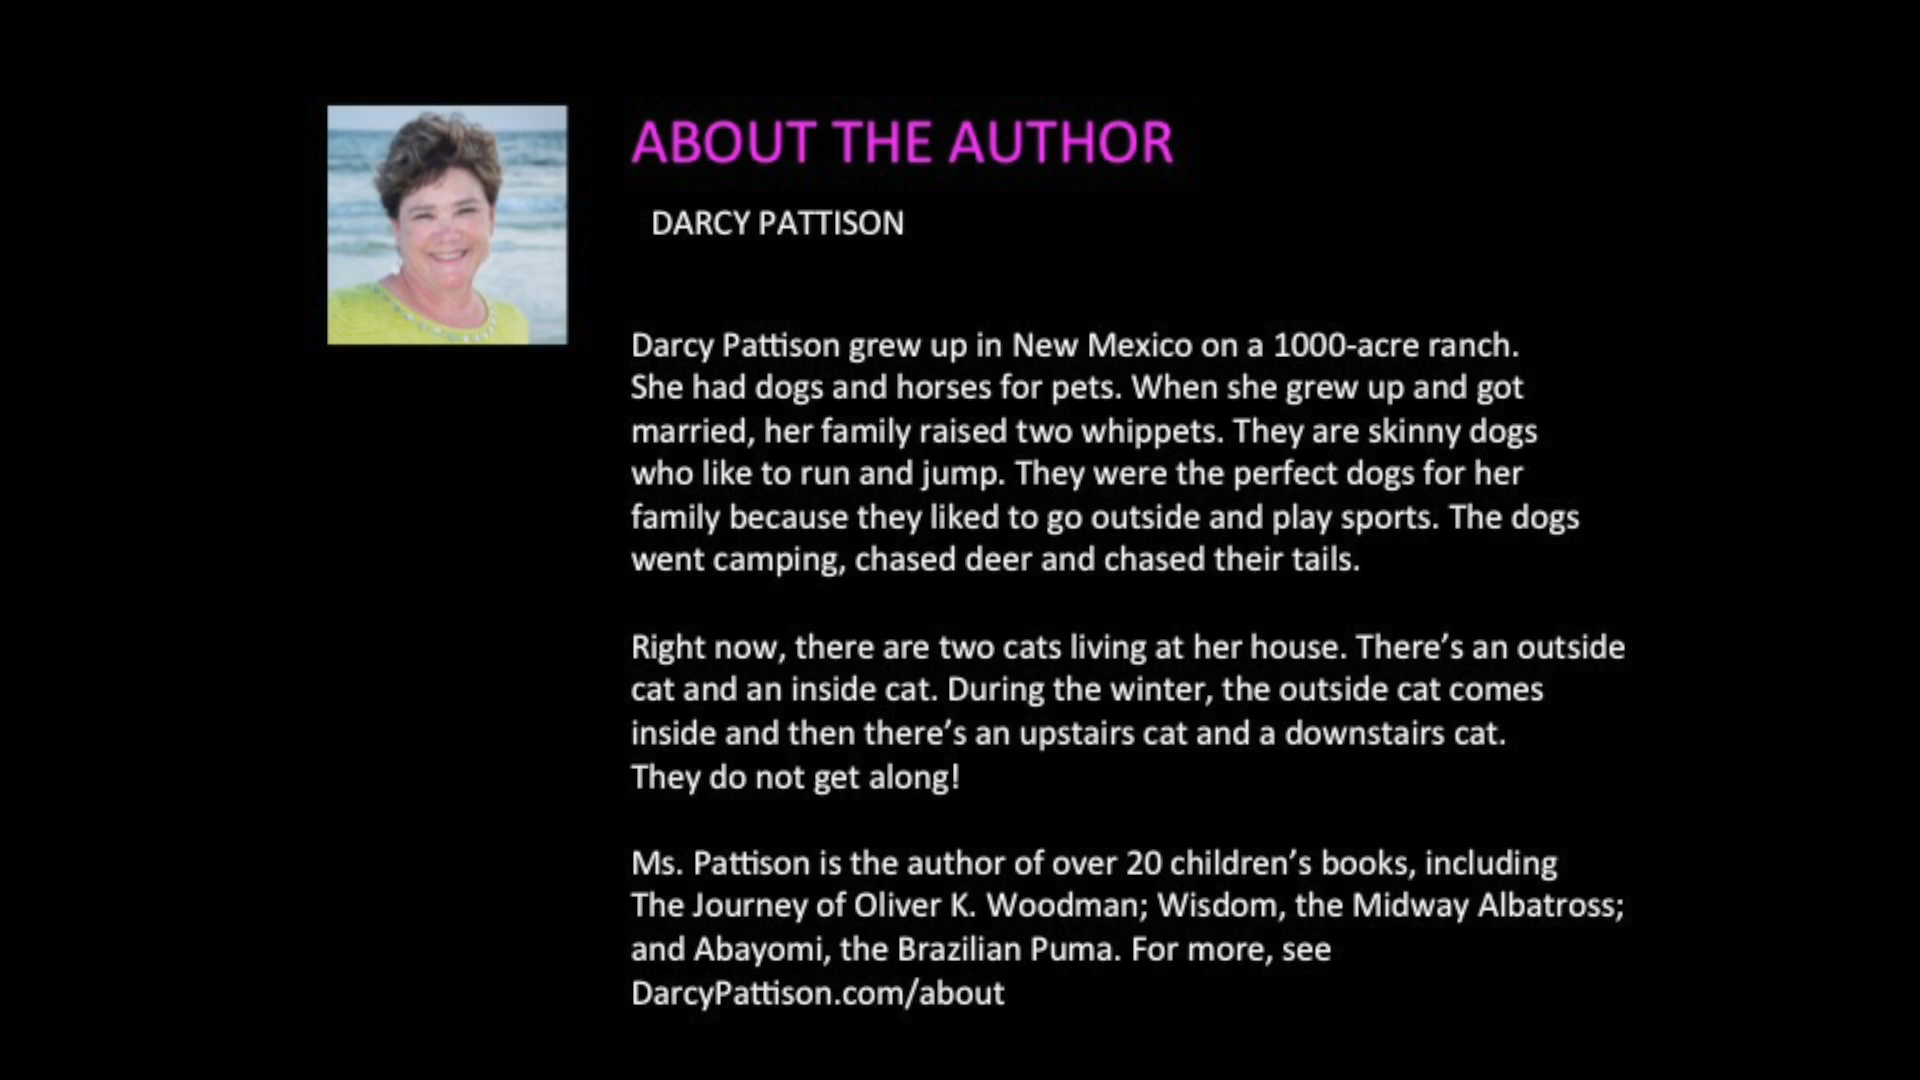 ABOUT THE AUTHOR
DARCY PATTISON
Darcy Pattison grew up in New Mexico on a 1000-acre ranch.
She had dogs and horses for pets. When she grew up and got
married, her family raised two whippets. They are skinny dogs
who like to run and jump. They were the perfect dogs for her
family because they liked to go outside and play sports. The dogs
went camping, chased deer and chased their tails.
Right now, there are two cats living at her house. There’s an outside
cat and an inside cat. During the winter, the outside cat comes
inside and then there’s an upstairs cat and a downstairs cat.
They do not get along!
Ms. Pattison is the author of over 20 children’s books, including
The Journey of Oliver K. Woodman; Wisdom, the Midway Albatross;
and Abayomi, the Brazilian Puma. For more, see
DarcyPattison.com/about